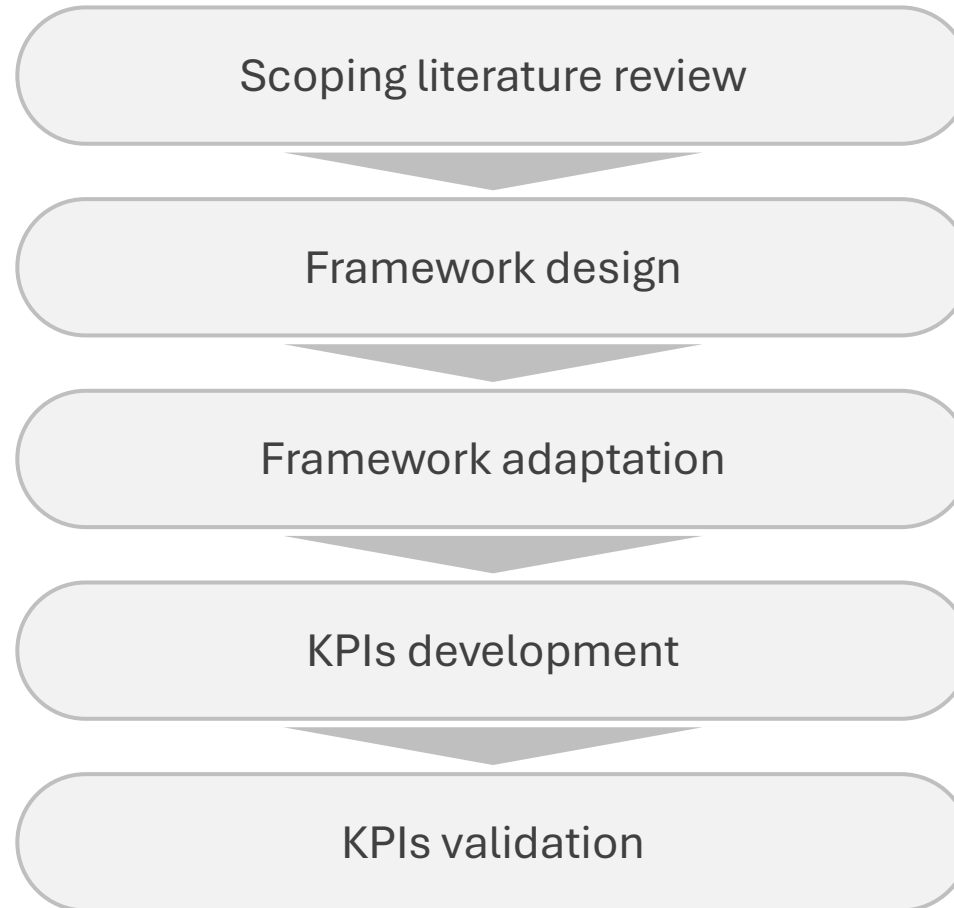 Scoping literature review
Framework design
Framework adaptation
KPIs development
KPIs validation